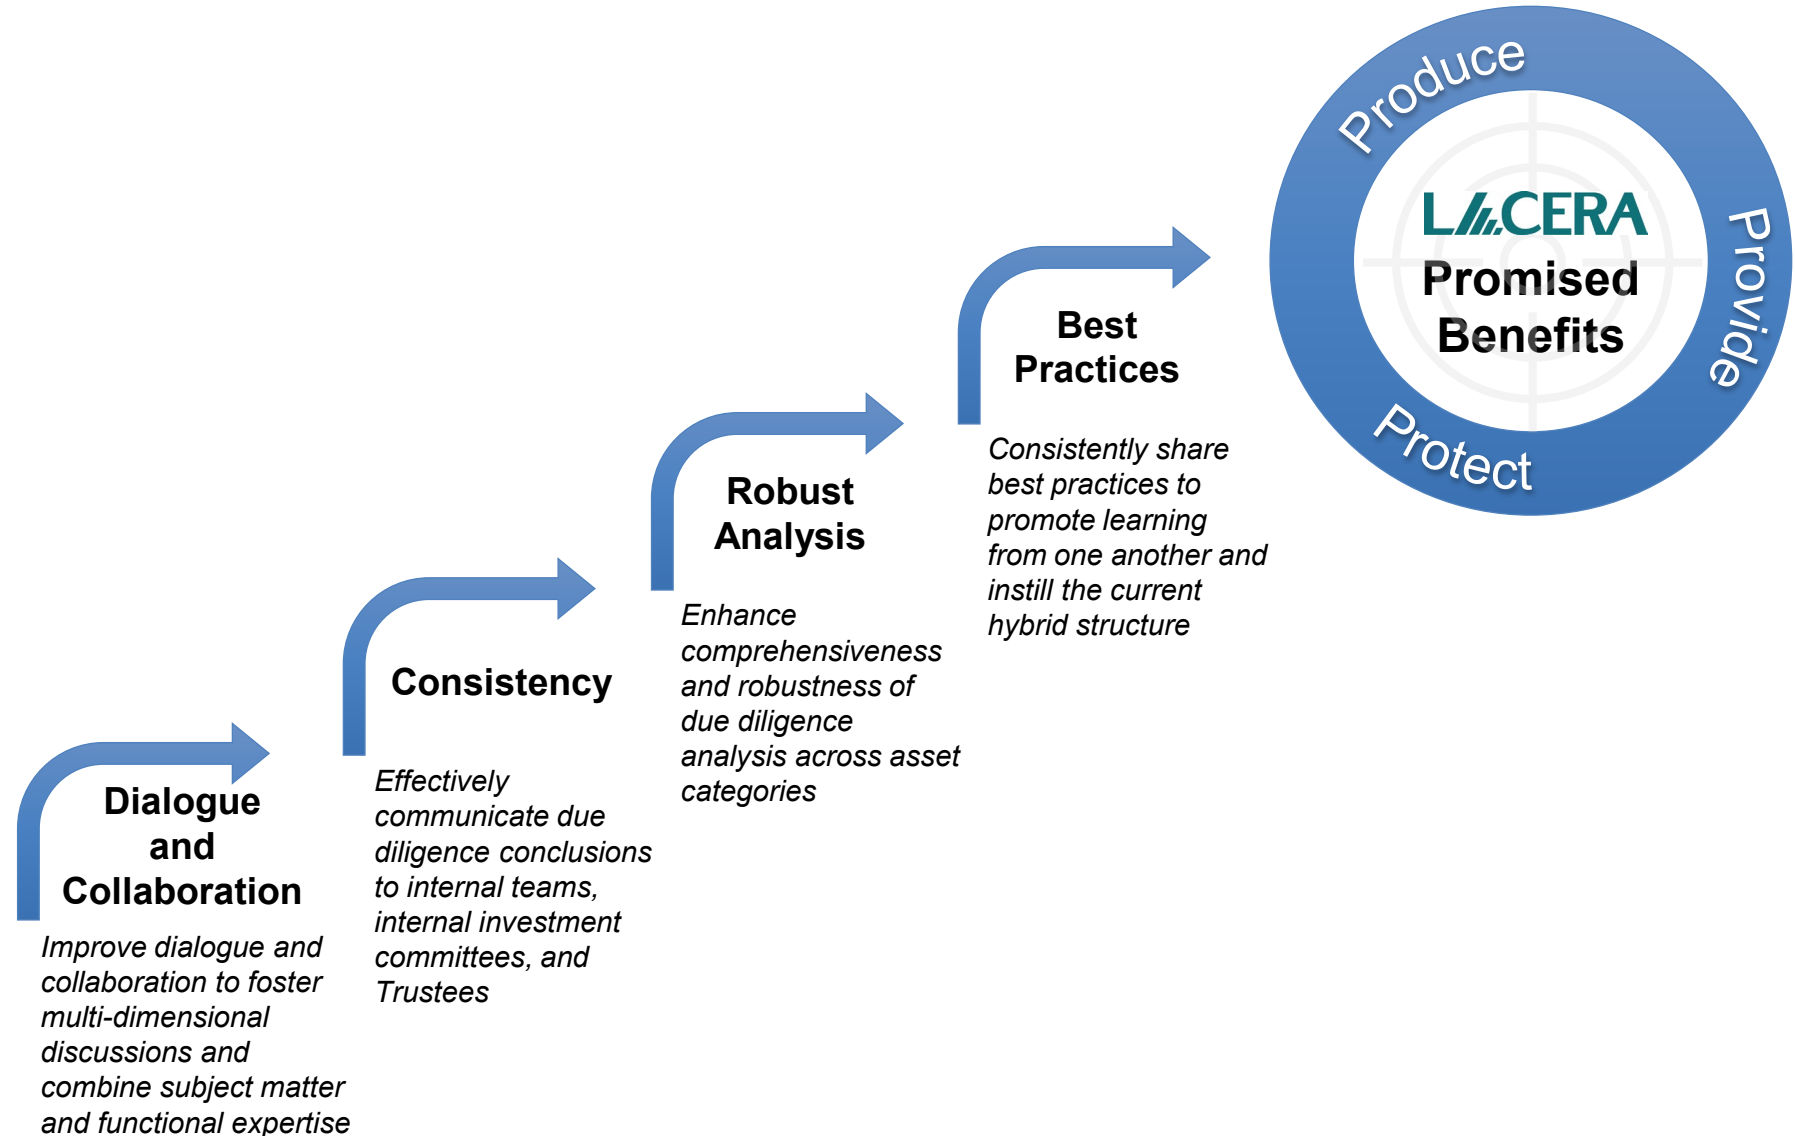 Dialogue
and
Collaboration
Improve dialogue and
collaboration to foster
multi-dimensional
discussions and
combine subject matter
and functional expertise
Consistency
Effectively
communicate due
diligence conclusions
to internal teams,
internal investment
committees, and
Trustees
Robust
Analysis
Enhance
comprehensiveness
and robustness of
due diligence
analysis across asset
categories
Best
Practices
Consistently share
best practices to
promote learning
from one another and
instill the current
hybrid structure
Produce
Provide
Protect
LACERA
Promised
Benefits